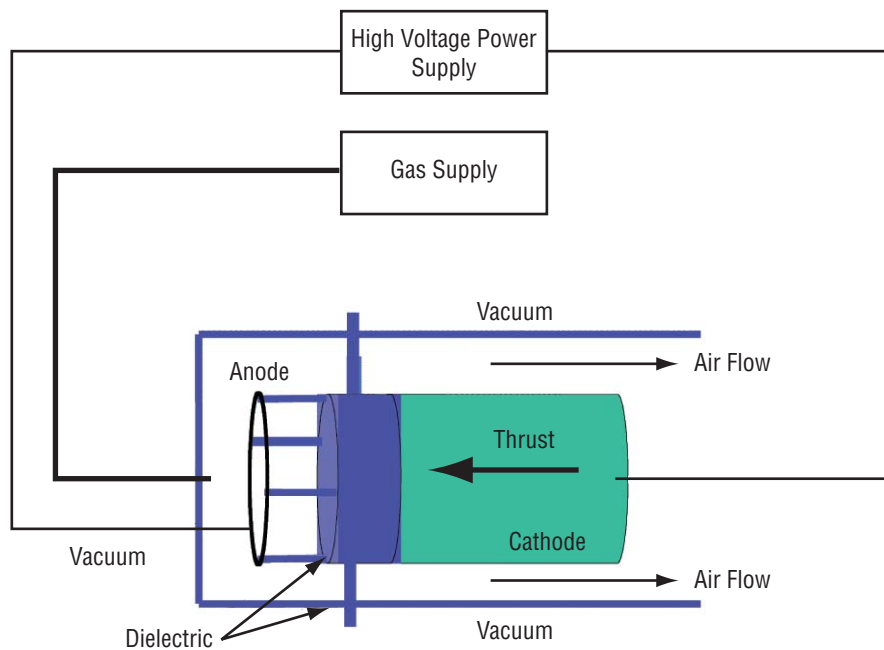 High Voltage Power
Supply
Gas Supply
Vacuum
Air Flow
Anode
Thrust
Vacuum
Cathode
Air Flow
Dielectric
Vacuum